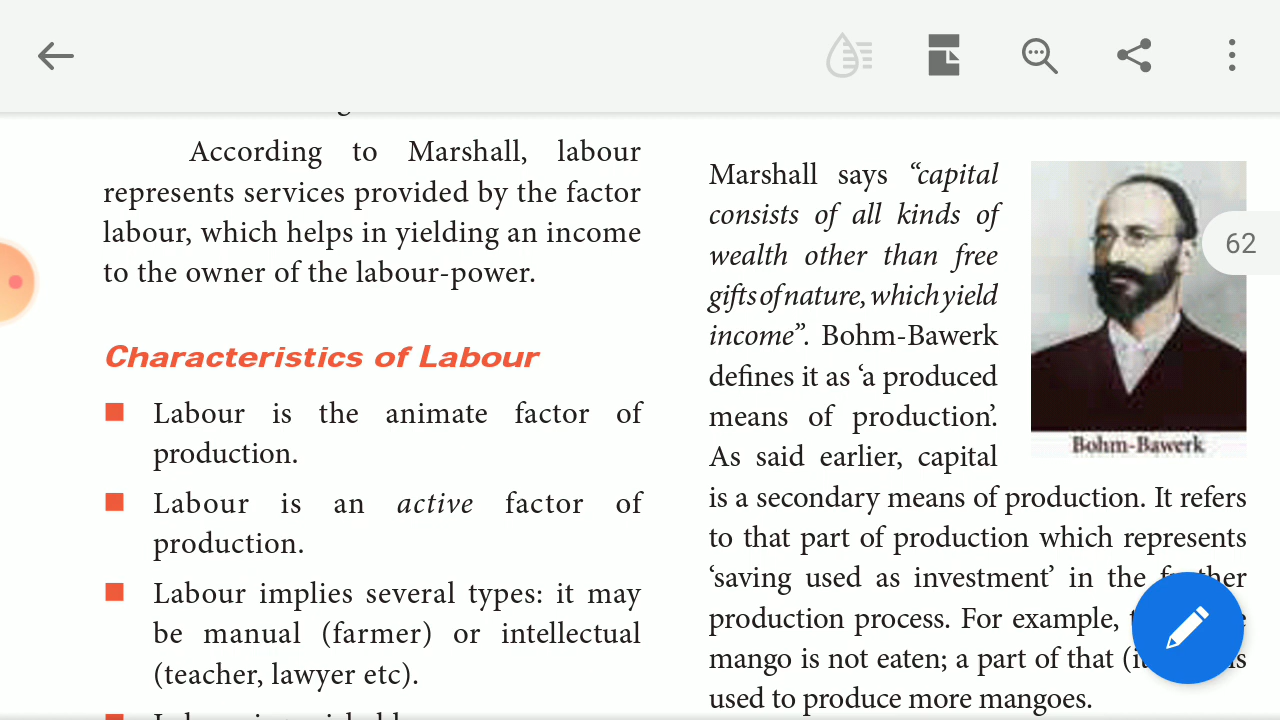 According to Marshall, labour
represents services provided by the factor
labour, which helps in yielding an income
to the owner of the labour-power.
Characteristics of Labour
Labour is the animate factor of
production.
Labour is an active factor of
production.
Labour implies several types: it may
be manual (farmer) or intellectual
(teacher, lawyer etc).
Marshall says “capital
consists of all kinds of
wealth other than free
gifts of nature, which yield
income”. Bohm-Bawerk
defines it as ‘a produced
means of production’.
As said earlier, capital
is a secondary means of production. It refers
to that part of production which represents
‘saving used as investment’ in the further
production process. For example,
mango is not eaten; a part of that
used to produce more mangoes.
Bohm-Bawerk
62